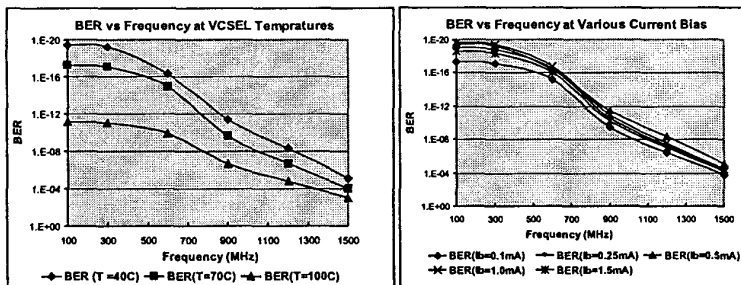 BER vs Frequency at VCSEL Tempratures
1.E-20
1.E-16
1.E-12
1.E-08
1.E-04
1.E+00
BER
100 300 500 700 900 1100 1300 1500
Frequency (MHz)
BER (T =40C) BER(T=70C) BER(T=100C)
BER vs Frequency at Various Current Bias
1.E-20
1.E-16
1.E-12
1.E-08
1.E-04
1.E+00
BER
100 300 500 700 900 1100 1300 1500
Frequency (MHz)
BER(Ib=0.1mA) BER(Ib=0.25mA) BER(Ib=0.5mA)
BER(Ib=1.0mA) BER(Ib=1.5mA)